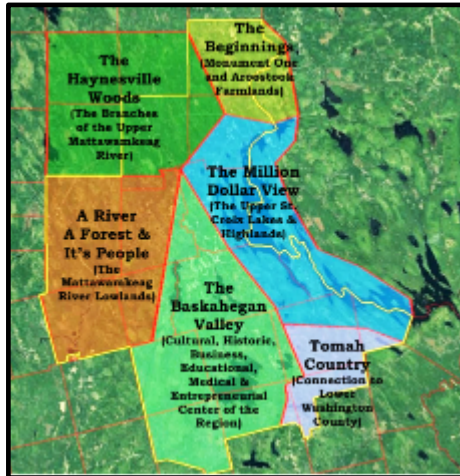 The
Beginnings
(Monument One
and Aroostook
Farmlands)
The
Haynesville
Woods
(The Branches
of the Upper
Mattawamkeag
River)
The Million
Dollar View
(The Upper St.
Croix Lakes &
Highlands)
A River
A Forest &
It's People
(The
Mattawamkeag
River Lowlands)
The
Baskahegan
Valley
(Cultural, Historic,
Business,
Educational,
Medical &
Entrepreneurial
Center of the
Region)
Tomah
Country
(Connection to
Lower
Washington
County)